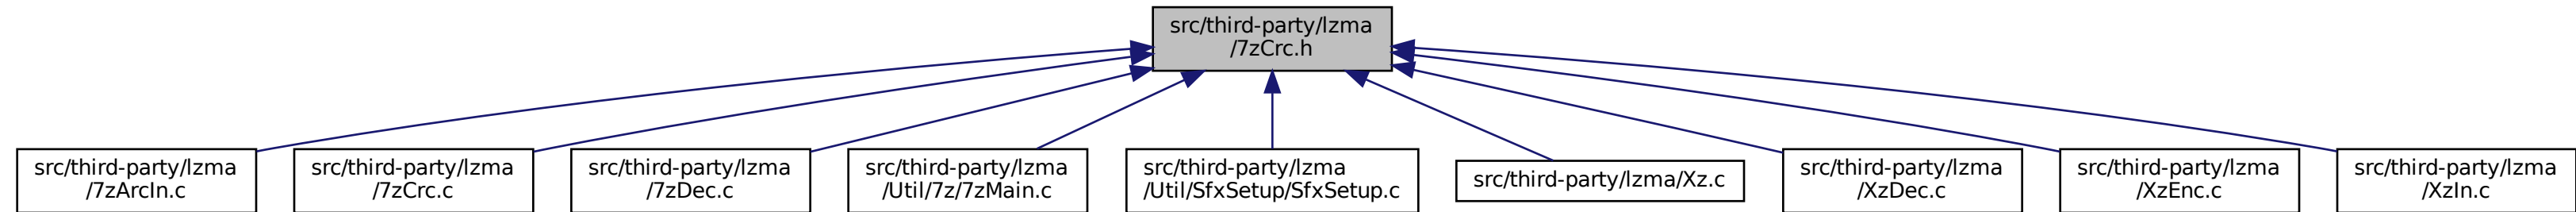 src/third-party/lzma
/7zCrc.h
src/third-party/lzma
/7zArcIn.c
src/third-party/lzma
/7zCrc.c
src/third-party/lzma
/7zDec.c
src/third-party/lzma
/Util/7z/7zMain.c
src/third-party/lzma
/Util/SfxSetup/SfxSetup.c
src/third-party/lzma/Xz.c
src/third-party/lzma
/XzDec.c
src/third-party/lzma
/XzEnc.c
src/third-party/lzma
/XzIn.c